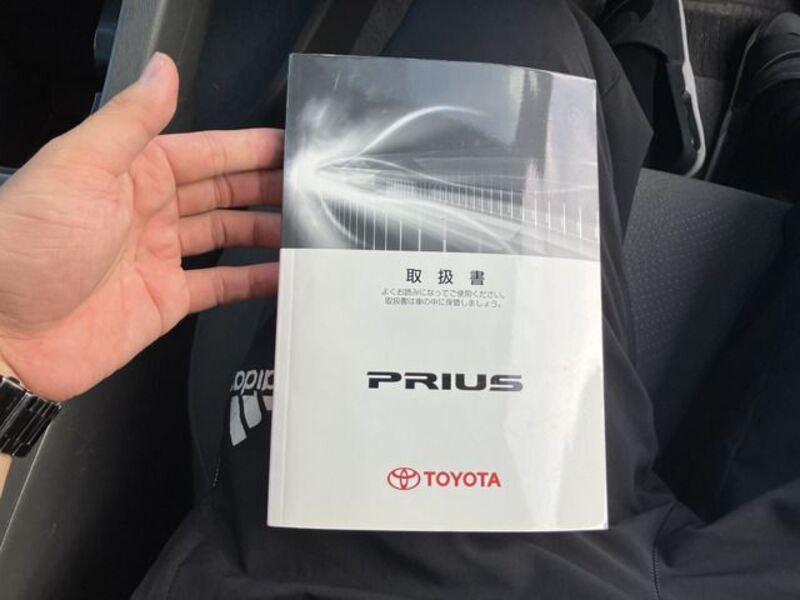 取扱書
よくお読みになってご使用ください。
取扱書は車の中に保管しましょう。
PRIUS
TOYOTA
adidas